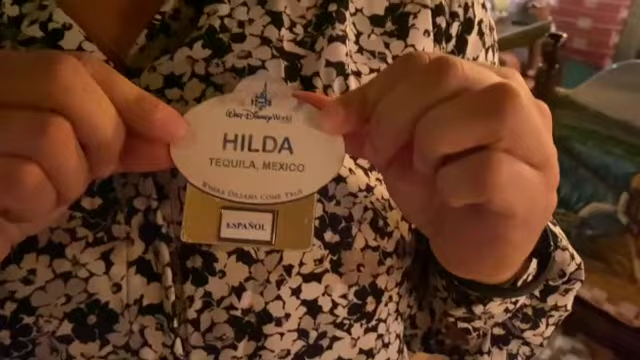 Walt Disney World
HILDA
TEQUILA, MEXICO
WHERE DREAMS COME TRUE
ESPAÑOL